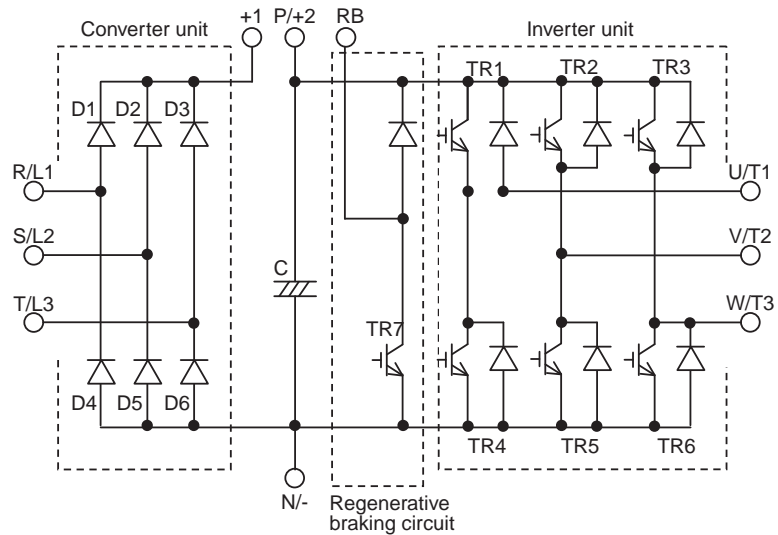 Converter unit
+1
P/+2
RB
Inverter unit
D1
D2
D3
TR1
TR2
TR3
R/L1
U/T1
S/L2
V/T2
C
T/L3
TR7
W/T3
D4
D5
D6
TR4
TR5
TR6
N/-
Regenerative
braking circuit